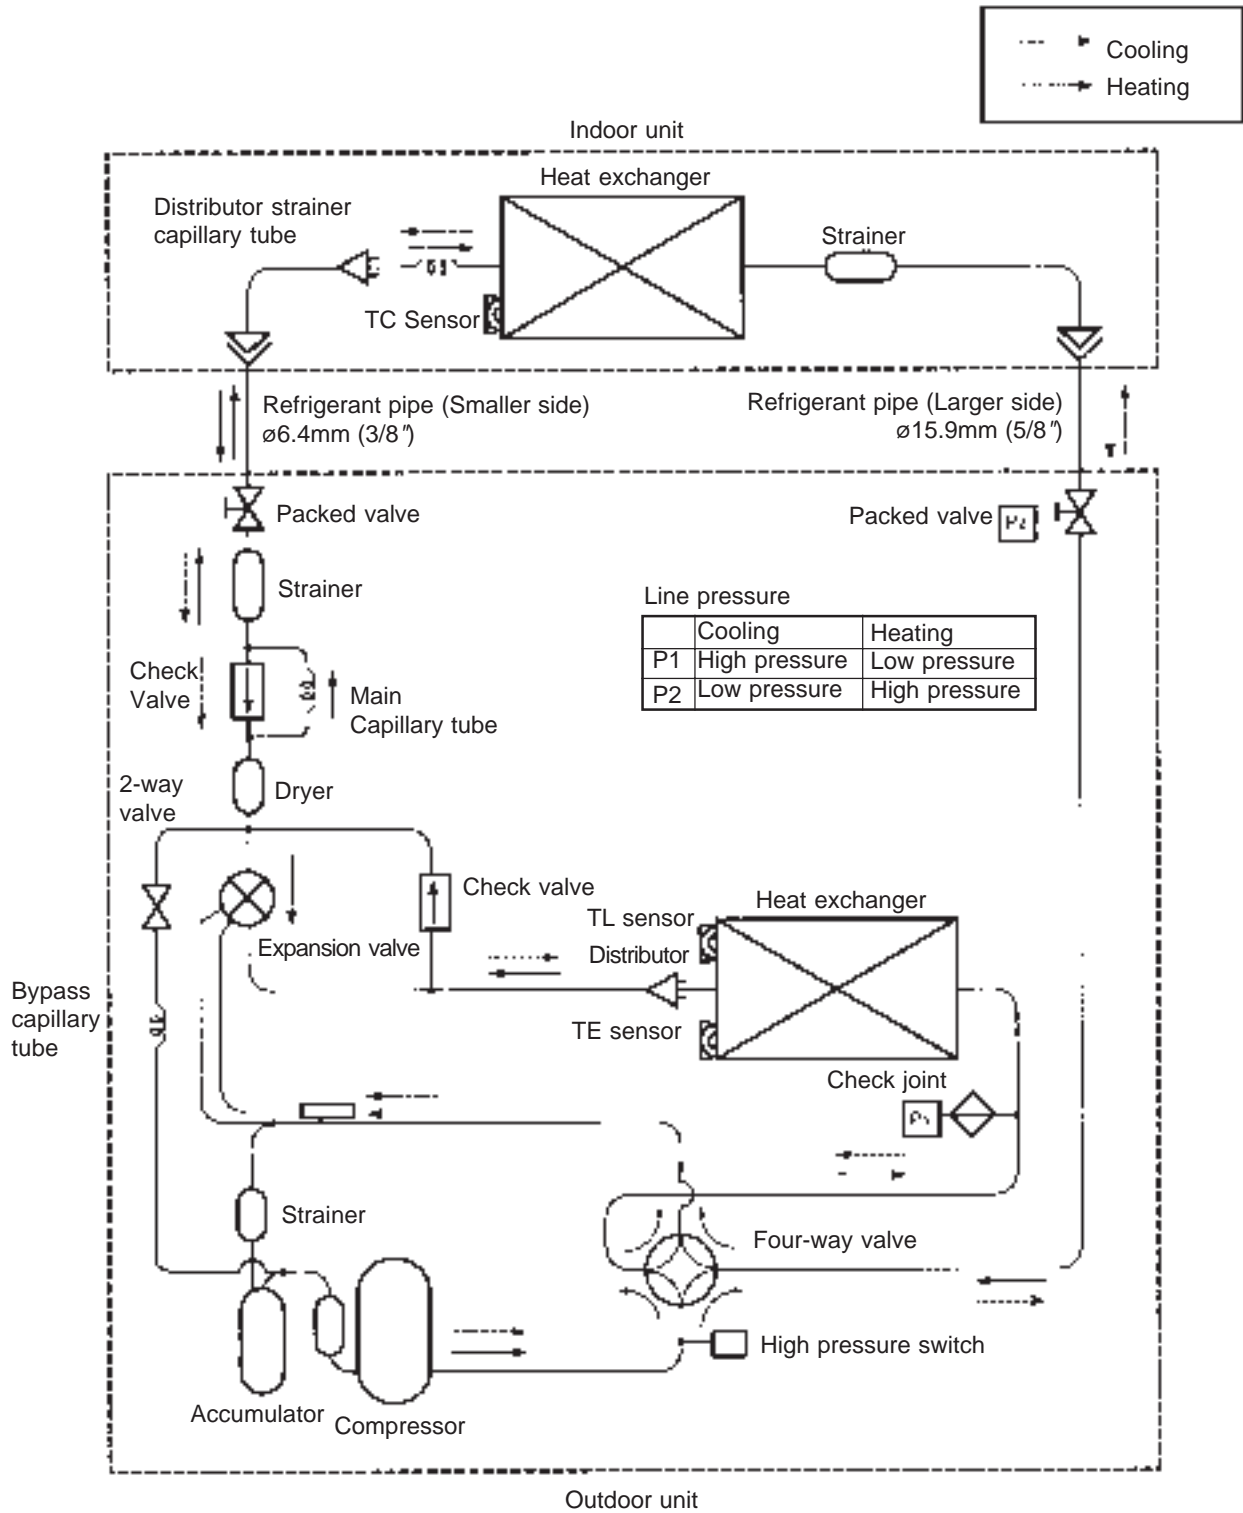 Cooling
Heating
Indoor unit
Heat exchanger
Distributor strainer
capillary tube
Strainer
TC Sensor
Refrigerant pipe (Smaller side)
ø6.4mm (3/8")
Refrigerant pipe (Larger side)
ø15.9mm (5/8")
Packed valve
Packed valve
P2
Strainer
Line pressure
Cooling Heating
P1 High pressure Low pressure
P2 Low pressure High pressure
Check
Valve
Main
Capillary tube
2-way
valve
Dryer
Check valve
Heat exchanger
TL sensor
Expansion valve
Distributor
Bypass
capillary
tube
TE sensor
Check joint
Strainer
Four-way valve
High pressure switch
Accumulator
Compressor
Outdoor unit